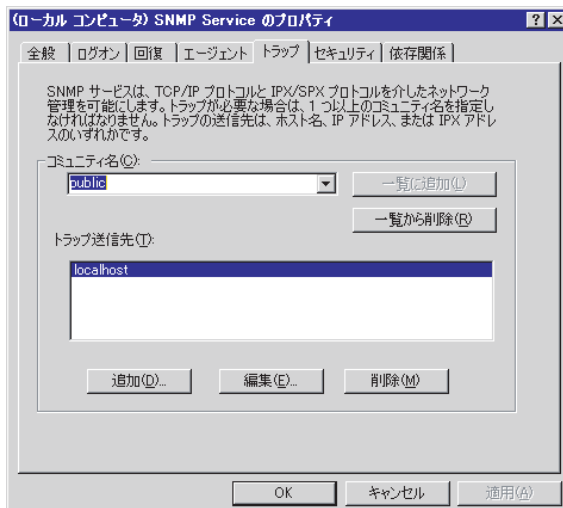 (ローカル コンピュータ) SNMP Service のプロパティ
全般 ログオン 回復 エージェント トラップ セキュリティ 依存関係
SNMP サービスは、TCP/IP プロトコルと IPX/SPX プロトコルを介したネットワーク
管理を可能にします。トラップが必要な場合は、1 つ以上のコミュニティ名を指定し
なければなりません。トラップの送信先は、ホスト名、IP アドレス、または IPX アドレ
スのいずれかです。
コミュニティ名(C):
public
一覧に追加(L)
一覧から削除(R)
トラップ送信先(T):
localhost
追加(D)... 編集(E)... 削除(M)
OK キャンセル 適用(A)